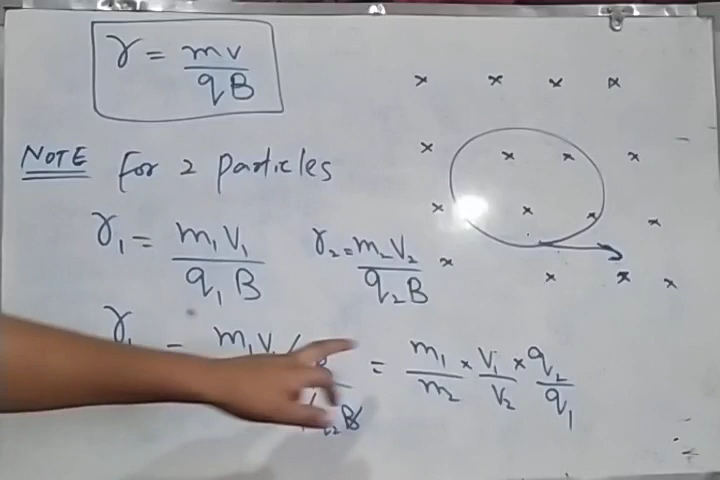 r = mv / qB
NOTE for 2 particles
r₁ = m₁v₁ / q₁B
r₂ = m₂v₂ / q₂B
= m₁ / m₂ × v₁ / v₂ × q₂ / q₁